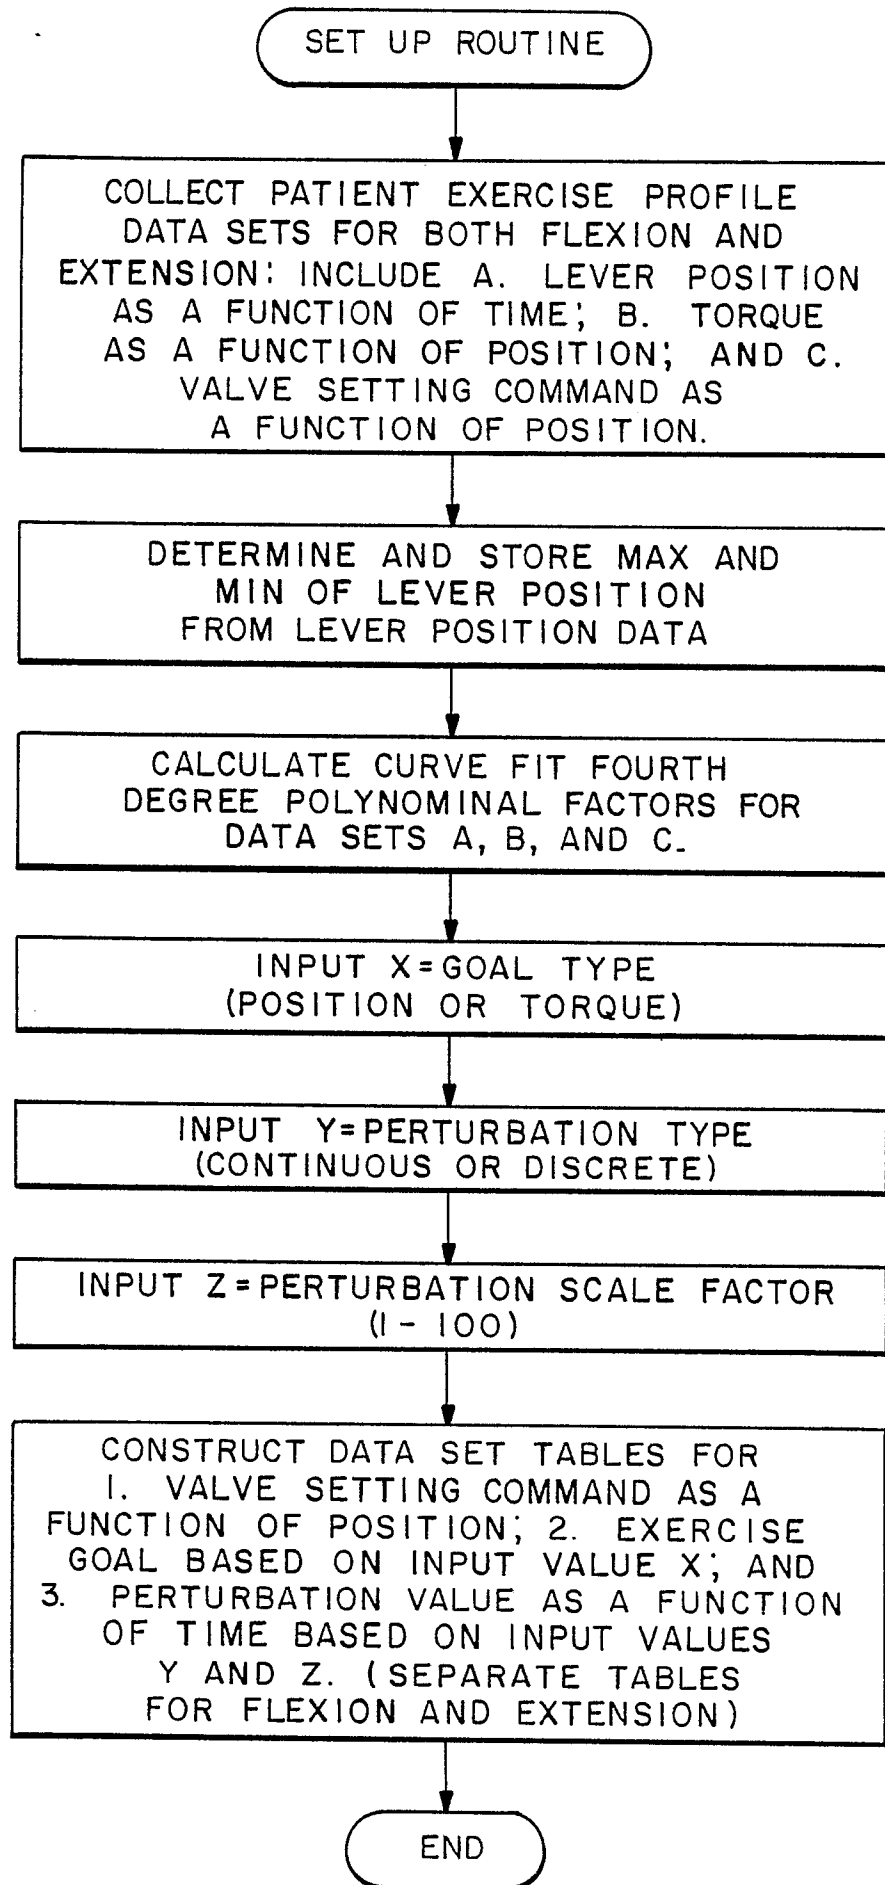 SET UP ROUTINE
COLLECT PATIENT EXERCISE PROFILE
DATA SETS FOR BOTH FLEXION AND
EXTENSION: INCLUDE A. LEVER POSITION
AS A FUNCTION OF TIME; B. TORQUE
AS A FUNCTION OF POSITION; AND C.
VALVE SETTING COMMAND AS
A FUNCTION OF POSITION.
DETERMINE AND STORE MAX AND
MIN OF LEVER POSITION
FROM LEVER POSITION DATA
CALCULATE CURVE FIT FOURTH
DEGREE POLYNOMINAL FACTORS FOR
DATA SETS A, B, AND C.
INPUT X=GOAL TYPE
(POSITION OR TORQUE)
INPUT Y=PERTURBATION TYPE
(CONTINUOUS OR DISCRETE)
INPUT Z=PERTURBATION SCALE FACTOR
(1 - 100)
CONSTRUCT DATA SET TABLES FOR
1. VALVE SETTING COMMAND AS A
FUNCTION OF POSITION; 2. EXERCISE
GOAL BASED ON INPUT VALUE X; AND
3. PERTURBATION VALUE AS A FUNCTION
OF TIME BASED ON INPUT VALUES
Y AND Z. (SEPARATE TABLES
FOR FLEXION AND EXTENSION)
END